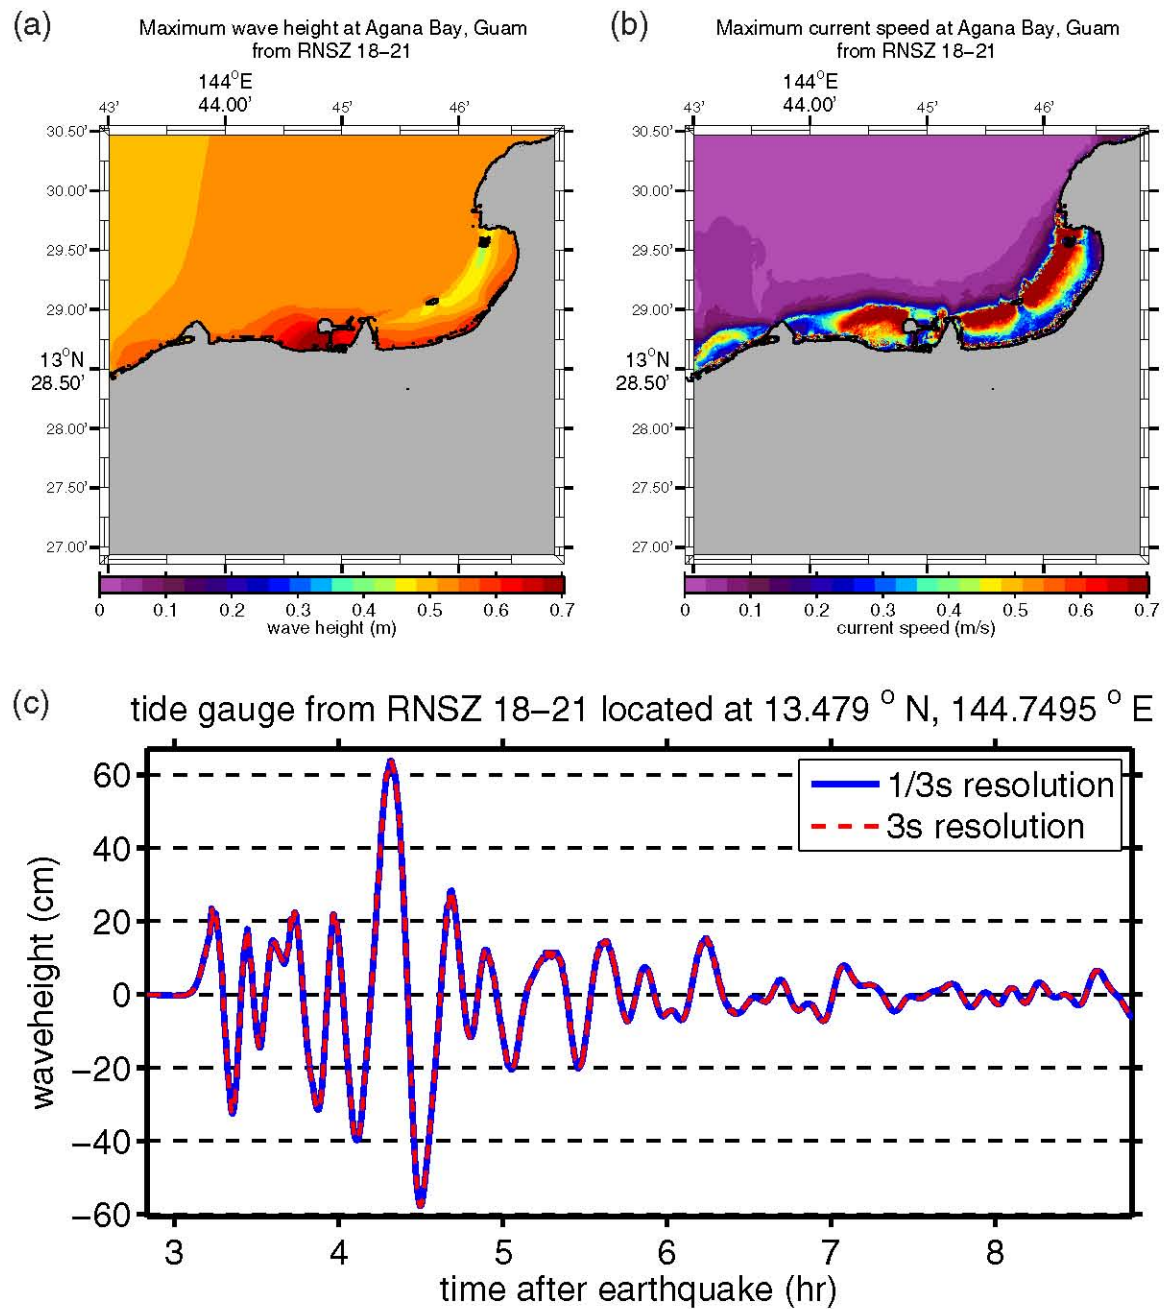 (a)
Maximum wave height at Agana Bay, Guam
from RNSZ 18−21
144°E
43' 44.00' 45' 46'
30.50'
30.00'
29.50'
29.00'
13°N
28.50'
28.00'
27.50'
27.00'
0 0.1 0.2 0.3 0.4 0.5 0.6 0.7
wave height (m)
(b)
Maximum current speed at Agana Bay, Guam
from RNSZ 18−21
144°E
43' 44.00' 45' 46'
30.50'
30.00'
29.50'
29.00'
13°N
28.50'
28.00'
27.50'
27.00'
0 0.1 0.2 0.3 0.4 0.5 0.6 0.7
current speed (m/s)
(c)
tide gauge from RNSZ 18−21 located at 13.479 ° N, 144.7495 ° E
1/3s resolution
3s resolution
60
40
20
0
−20
−40
−60
waveheight (cm)
3 4 5 6 7 8
time after earthquake (hr)